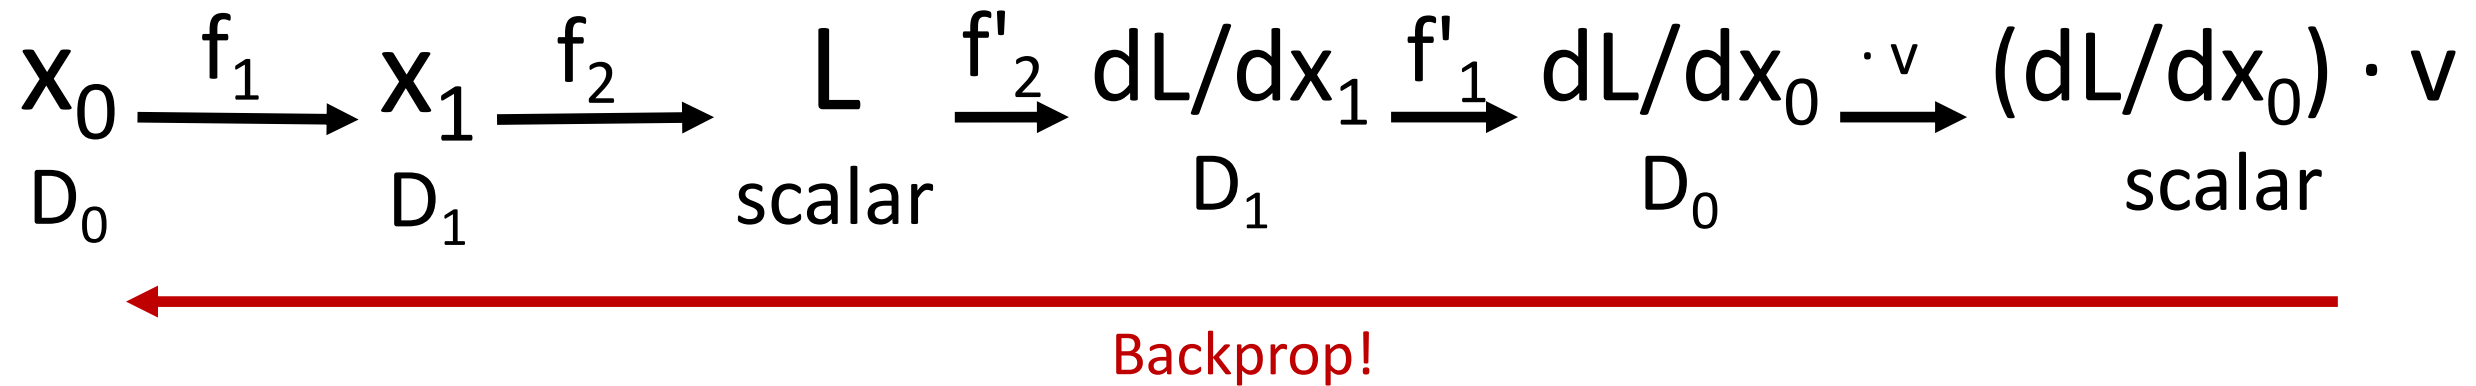 x₀ f₁ x₁ f₂ L f'₂ dL/dx₁ f'₁ dL/dx₀ · v (dL/dx₀) · v
D₀ D₁ scalar D₁ D₀ scalar
Backprop!